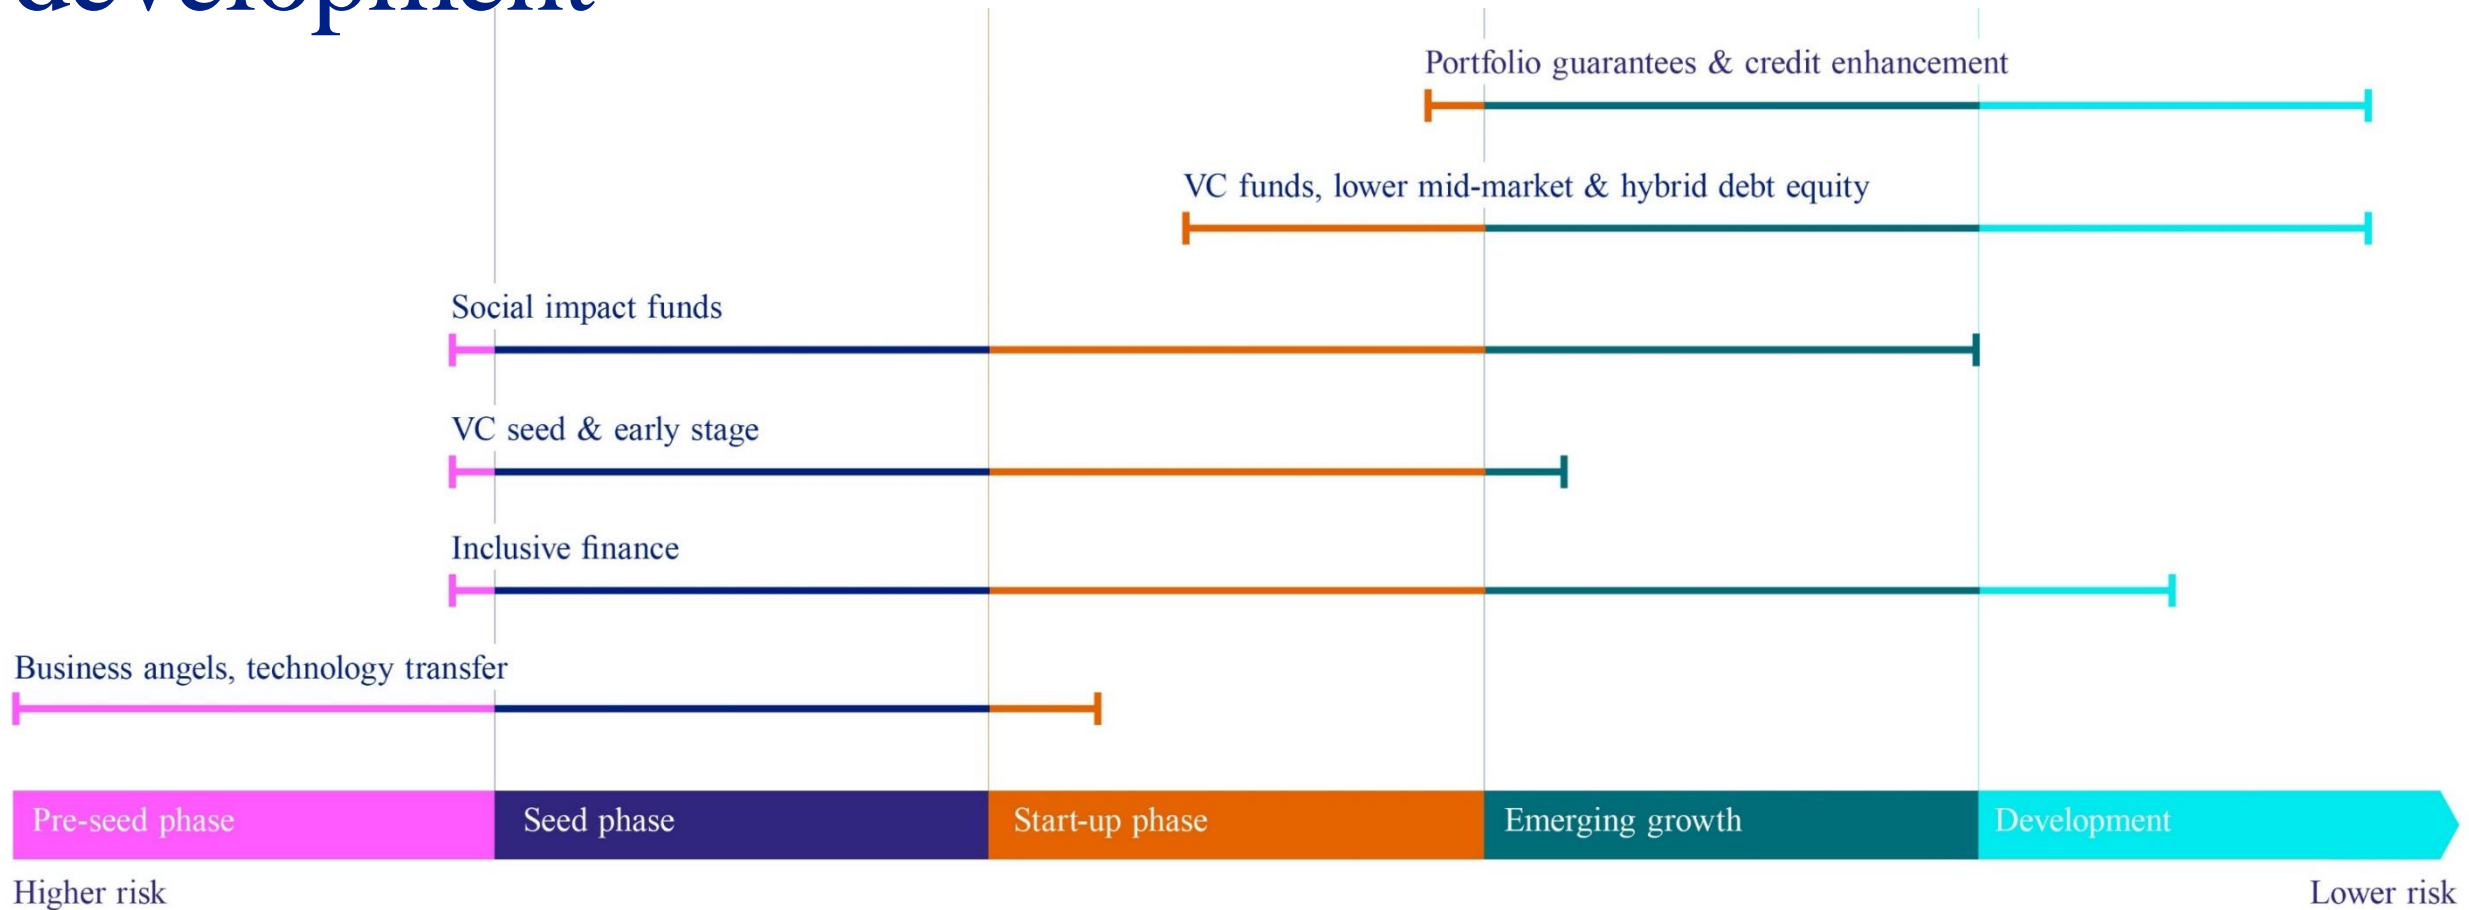 development
Portfolio guarantees & credit enhancement
VC funds, lower mid-market & hybrid debt equity
Social impact funds
VC seed & early stage
Inclusive finance
Business angels, technology transfer
Pre-seed phase
Seed phase
Start-up phase
Emerging growth
Development
Higher risk
Lower risk